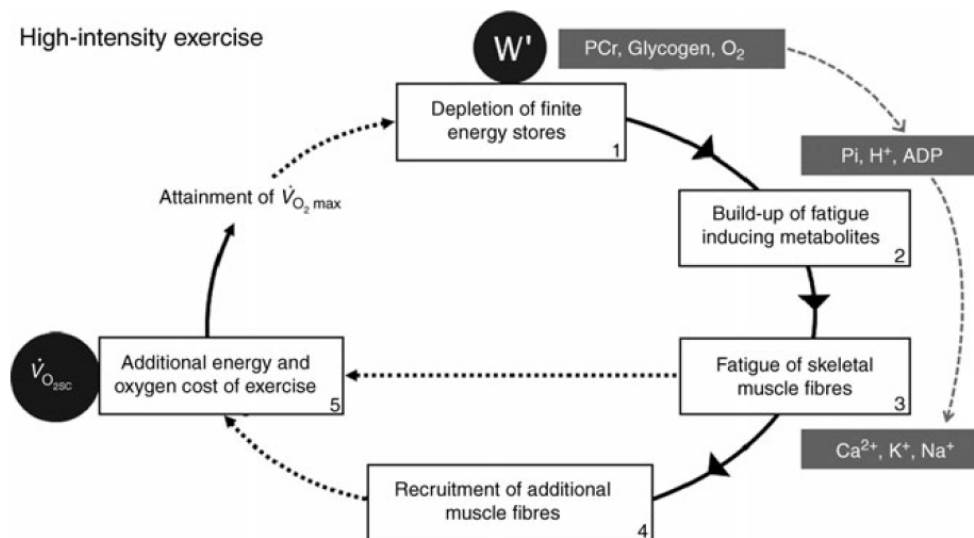 High-intensity exercise
W'
PCr, Glycogen, O₂
Depletion of finite
energy stores
1
Pi, H⁺, ADP
Attainment of V̇O₂ max
Build-up of fatigue
inducing metabolites
2
V̇O₂SC
Additional energy and
oxygen cost of exercise
5
Fatigue of skeletal
muscle fibres
3
Ca²⁺, K⁺, Na⁺
Recruitment of additional
muscle fibres
4